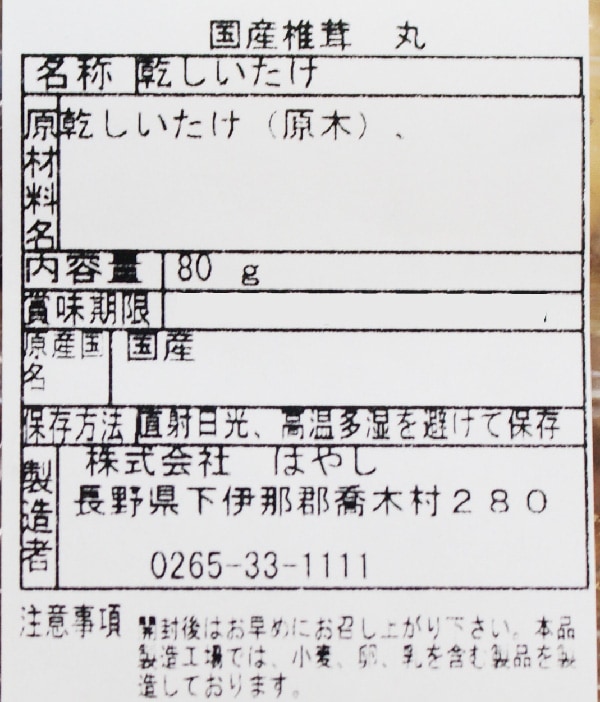 国産椎茸 丸
名称 乾しいたけ
原材料名 乾しいたけ（原木）、
内容量 80 g
賞味期限
原産国名 国産
保存方法 直射日光、高温多湿を避けて保存
製造者 株式会社 はやし
長野県下伊那郡喬木村２８０
0265-33-1111
注意事項 開封後はお早めにお召し上がり下さい。本品
製造工場では、小麦、卵、乳を含む製品を製
造しております。